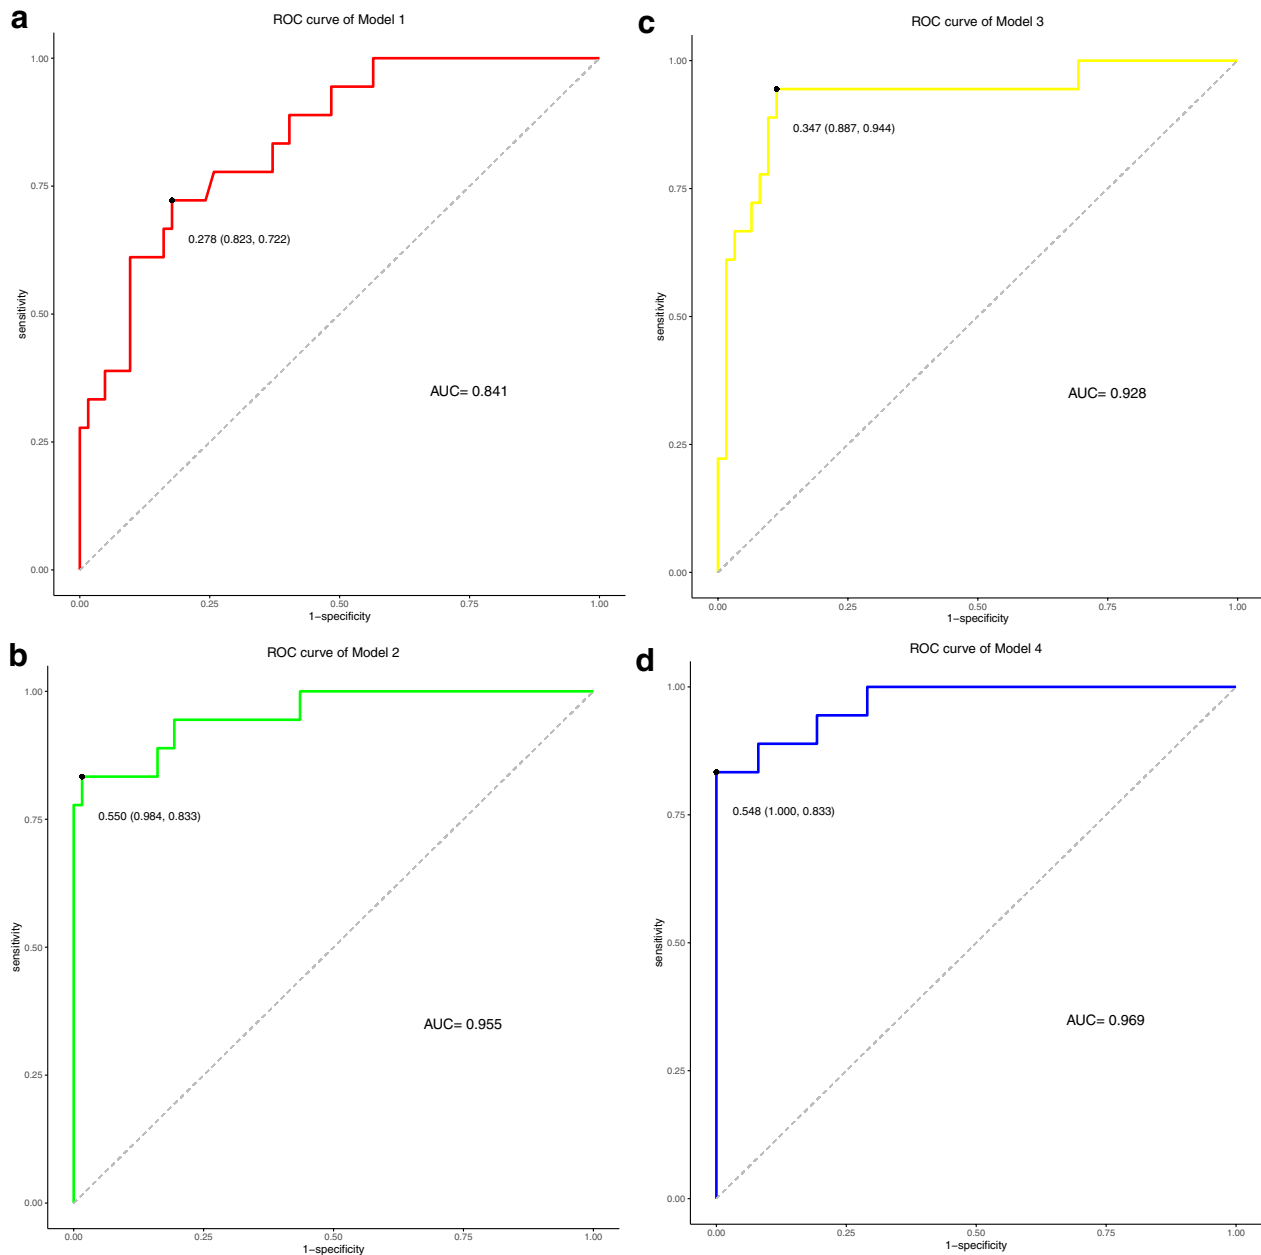 a
ROC curve of Model 1
1.00
0.75
0.50
0.25
0.00
sensitivity
0.278 (0.823, 0.722)
AUC= 0.841
0.00 0.25 0.50 0.75 1.00
1−specificity
b
ROC curve of Model 2
1.00
0.75
0.50
0.25
0.00
sensitivity
0.550 (0.984, 0.833)
AUC= 0.955
0.00 0.25 0.50 0.75 1.00
1−specificity
c
ROC curve of Model 3
1.00
0.75
0.50
0.25
0.00
sensitivity
0.347 (0.887, 0.944)
AUC= 0.928
0.00 0.25 0.50 0.75 1.00
1−specificity
d
ROC curve of Model 4
1.00
0.75
0.50
0.25
0.00
sensitivity
0.548 (1.000, 0.833)
AUC= 0.969
0.00 0.25 0.50 0.75 1.00
1−specificity